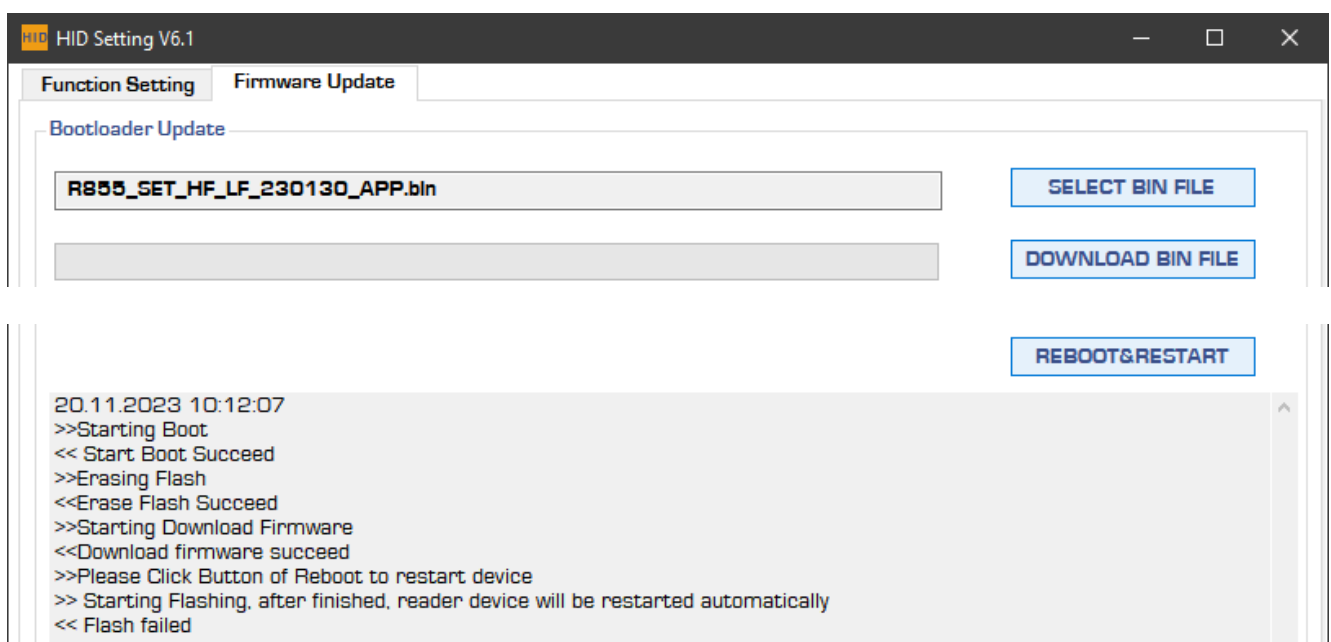 HID HID Setting V6.1
Function Setting Firmware Update
Bootloader Update
R855_SET_HF_LF_230130_APP.bin SELECT BIN FILE
DOWNLOAD BIN FILE
REBOOT&RESTART
20.11.2023 10:12:07
>>Starting Boot
<< Start Boot Succeed
>>Erasing Flash
<<Erase Flash Succeed
>>Starting Download Firmware
<<Download firmware succeed
>>Please Click Button of Reboot to restart device
>> Starting Flashing, after finished, reader device will be restarted automatically
<< Flash failed